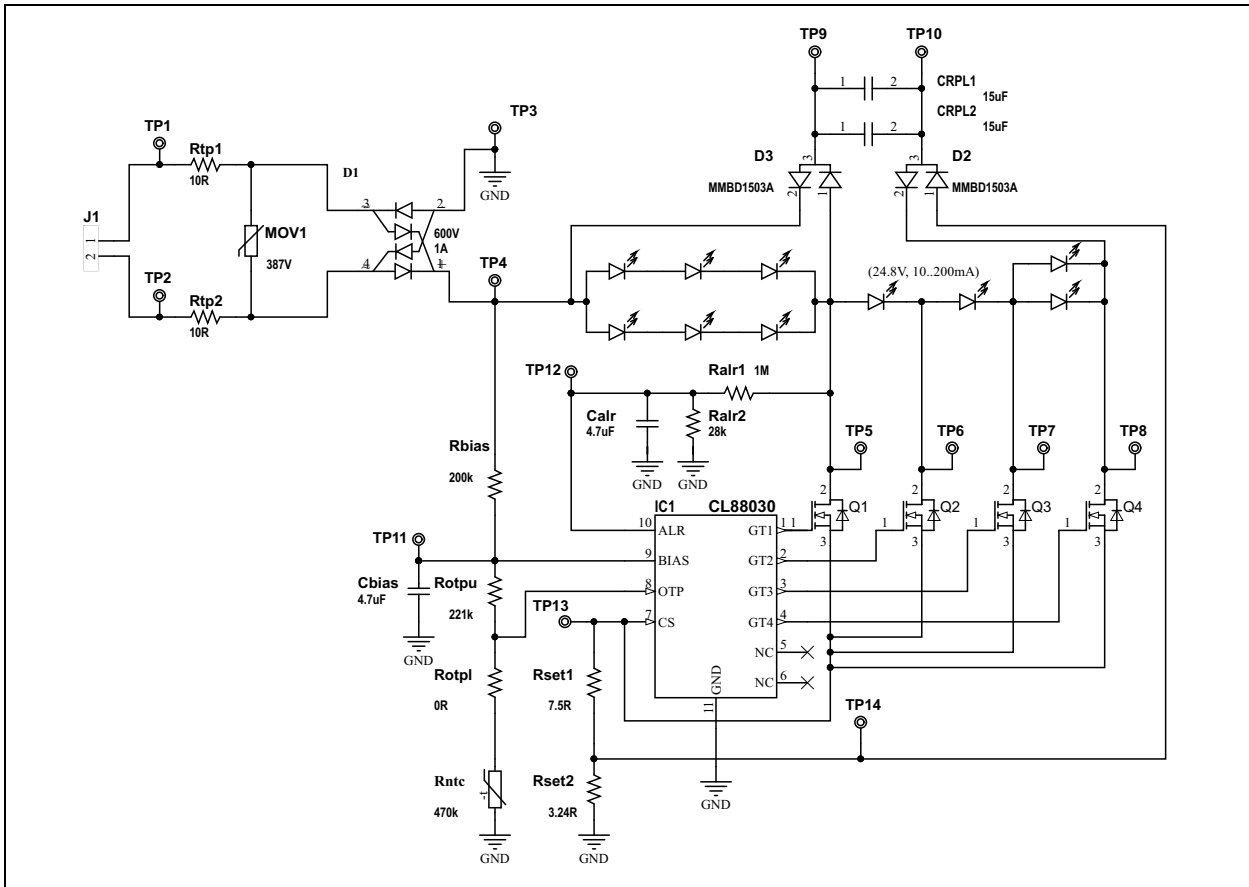 TP9
TP10
CRPL1
15uF
1
2
CRPL2
15uF
1
2
TP3
TP1
Rtp1
10R
D1
GND
D3
MMBD1503A
3
2
1
D2
MMBD1503A
3
2
1
J1
1
2
MOV1
387V
3
2
600V
1A
4
1
TP4
TP2
Rtp2
10R
(24.8V, 10..200mA)
TP12
Ralr1 1M
Calr
4.7uF
Ralr2
28k
GND
GND
TP5
TP6
TP7
TP8
Rbias
200k
IC1
CL88030
10
ALR
GT1
1
1
2
Q1
3
2
Q2
1
3
2
Q3
1
3
2
Q4
1
3
TP11
9
BIAS
GT2
2
Cbias
4.7uF
Rotpu
221k
8
OTP
GT3
3
TP13
7
CS
GT4
4
GND
NC
5
NC
6
GND
11
Rotpl
0R
Rset1
7.5R
TP14
Rntc
-t
470k
Rset2
3.24R
GND
GND
GND